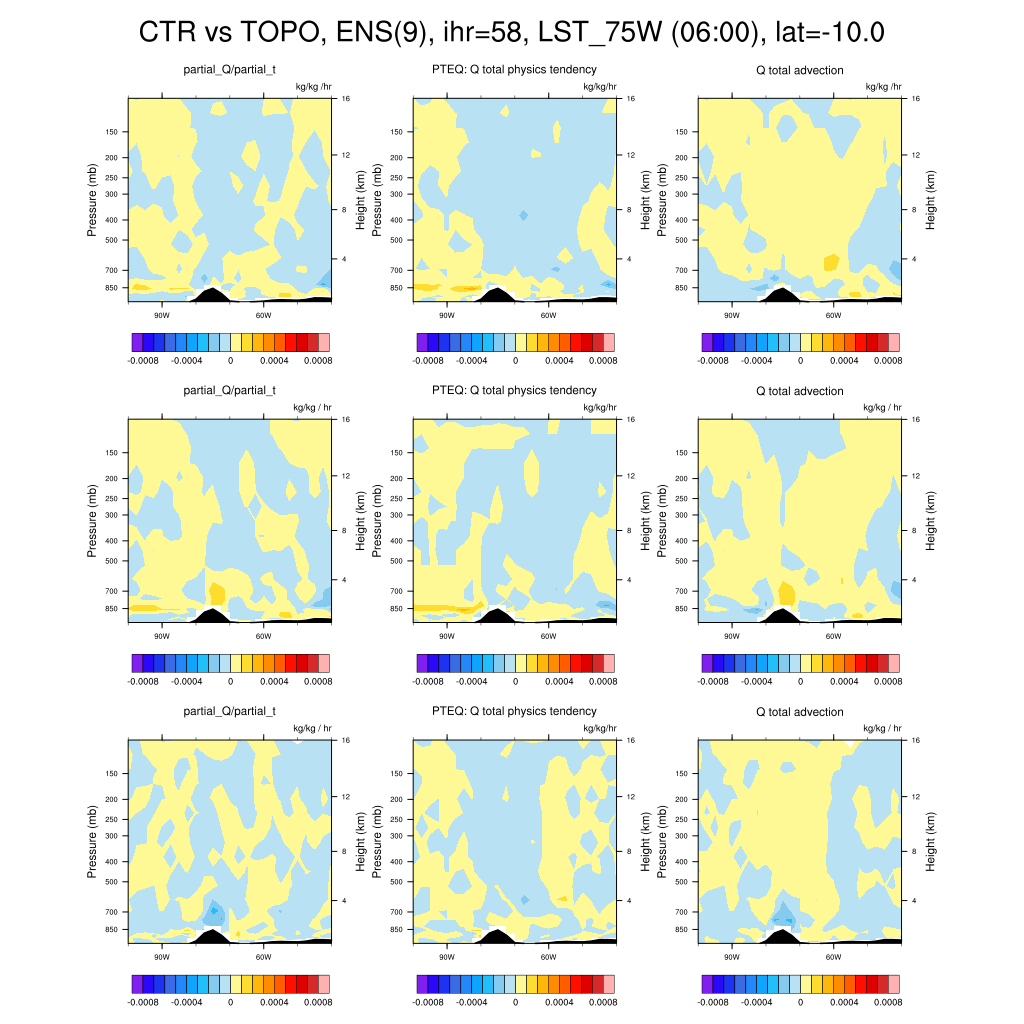 CTR vs TOPO, ENS(9), ihr=58, LST_75W (06:00), lat=-10.0
partial_Q/partial_t
kg/kg /hr
Pressure (mb)
150
200
250
300
400
500
700
850
16
12
8
4
Height (km)
90W 60W
-0.0008 -0.0004 0 0.0004 0.0008
PTEQ: Q total physics tendency
kg/kg/hr
Pressure (mb)
150
200
250
300
400
500
700
850
16
12
8
4
Height (km)
90W 60W
-0.0008 -0.0004 0 0.0004 0.0008
Q total advection
kg/kg /hr
Pressure (mb)
150
200
250
300
400
500
700
850
16
12
8
4
Height (km)
90W 60W
-0.0008 -0.0004 0 0.0004 0.0008
partial_Q/partial_t
kg/kg / hr
Pressure (mb)
150
200
250
300
400
500
700
850
16
12
8
4
Height (km)
90W 60W
-0.0008 -0.0004 0 0.0004 0.0008
PTEQ: Q total physics tendency
kg/kg/hr
Pressure (mb)
150
200
250
300
400
500
700
850
16
12
8
4
Height (km)
90W 60W
-0.0008 -0.0004 0 0.0004 0.0008
Q total advection
kg/kg / hr
Pressure (mb)
150
200
250
300
400
500
700
850
16
12
8
4
Height (km)
90W 60W
-0.0008 -0.0004 0 0.0004 0.0008
partial_Q/partial_t
kg/kg / hr
Pressure (mb)
150
200
250
300
400
500
700
850
16
12
8
4
Height (km)
90W 60W
-0.0008 -0.0004 0 0.0004 0.0008
PTEQ: Q total physics tendency
kg/kg/hr
Pressure (mb)
150
200
250
300
400
500
700
850
16
12
8
4
Height (km)
90W 60W
-0.0008 -0.0004 0 0.0004 0.0008
Q total advection
kg/kg / hr
Pressure (mb)
150
200
250
300
400
500
700
850
16
12
8
4
Height (km)
90W 60W
-0.0008 -0.0004 0 0.0004 0.0008